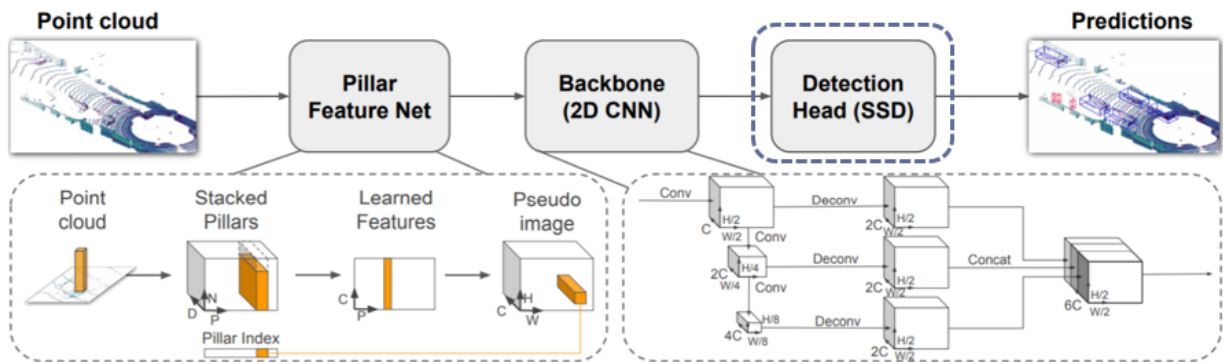 Point cloud
Predictions
Pillar
Feature Net
Backbone
(2D CNN)
Detection
Head (SSD)
Point
cloud
Stacked
Pillars
Learned
Features
Pseudo
image
D
N
P
C
P
C
H
W
Pillar Index
Conv
C
H/2
W/2
Conv
2C
H/4
W/4
Conv
4C
H/8
W/8
Deconv
Deconv
Deconv
2C
H/2
W/2
2C
H/2
W/2
2C
H/2
W/2
Concat
6C
H/2
W/2